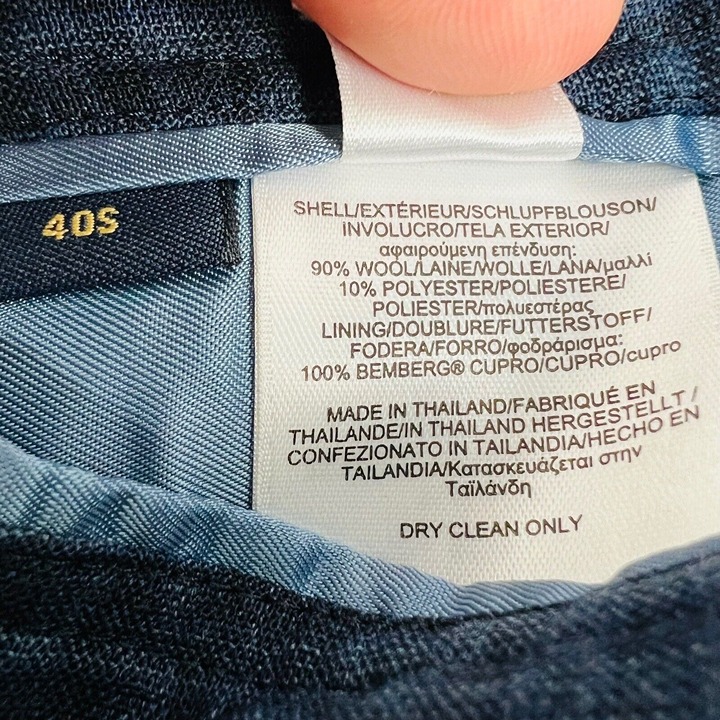 40S
SHELL/EXTÉRIEUR/SCHLUPFBLOUSON/
INVOLUCRO/TELA EXTERIOR/
αφαιρούμενη επένδυση:
90% WOOL/LAINE/WOLLE/LANA/μαλλί
10% POLYESTER/POLIESTERE/
POLIESTER/πολυεστέρας
LINING/DOUBLURE/FUTTERSTOFF/
FODERA/FORRO/φοδράρισμα:
100% BEMBERG® CUPRO/CUPRO/cupro
MADE IN THAILAND/FABRIQUÉ EN
THAILANDE/IN THAILAND HERGESTELLT /
CONFEZIONATO IN TAILANDIA/HECHO EN
TAILANDIA/Κατασκευάζεται στην
Ταϊλάνδη
DRY CLEAN ONLY